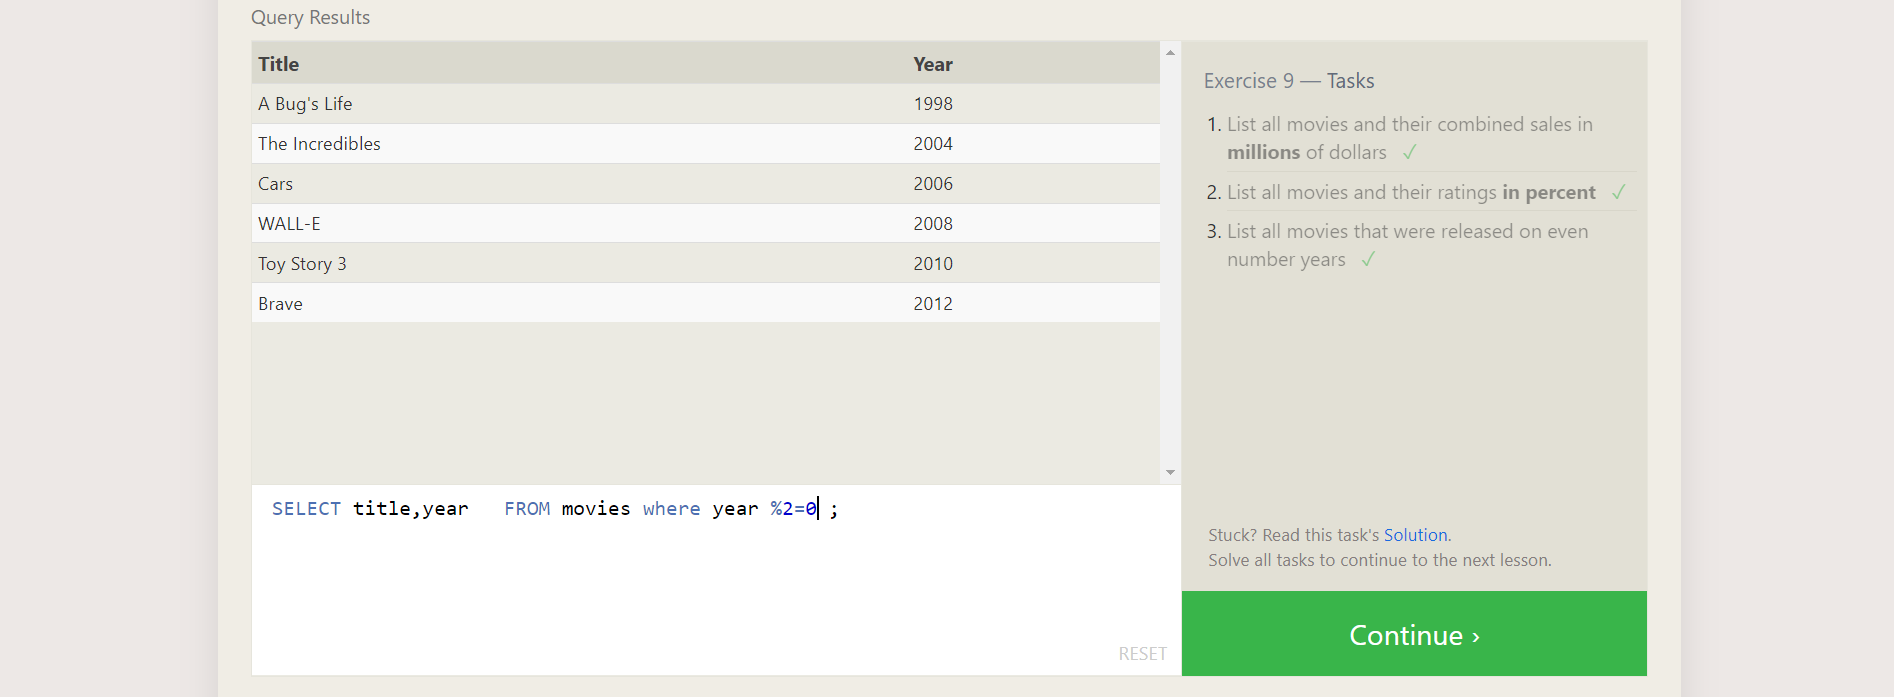 Query Results
Title Year
A Bug's Life 1998
The Incredibles 2004
Cars 2006
WALL-E 2008
Toy Story 3 2010
Brave 2012
SELECT title,year   FROM movies where year %2=0 ;
RESET
Exercise 9 — Tasks
1. List all movies and their combined sales in
millions of dollars ✓
2. List all movies and their ratings in percent ✓
3. List all movies that were released on even
number years ✓
Stuck? Read this task's Solution.
Solve all tasks to continue to the next lesson.
Continue ›